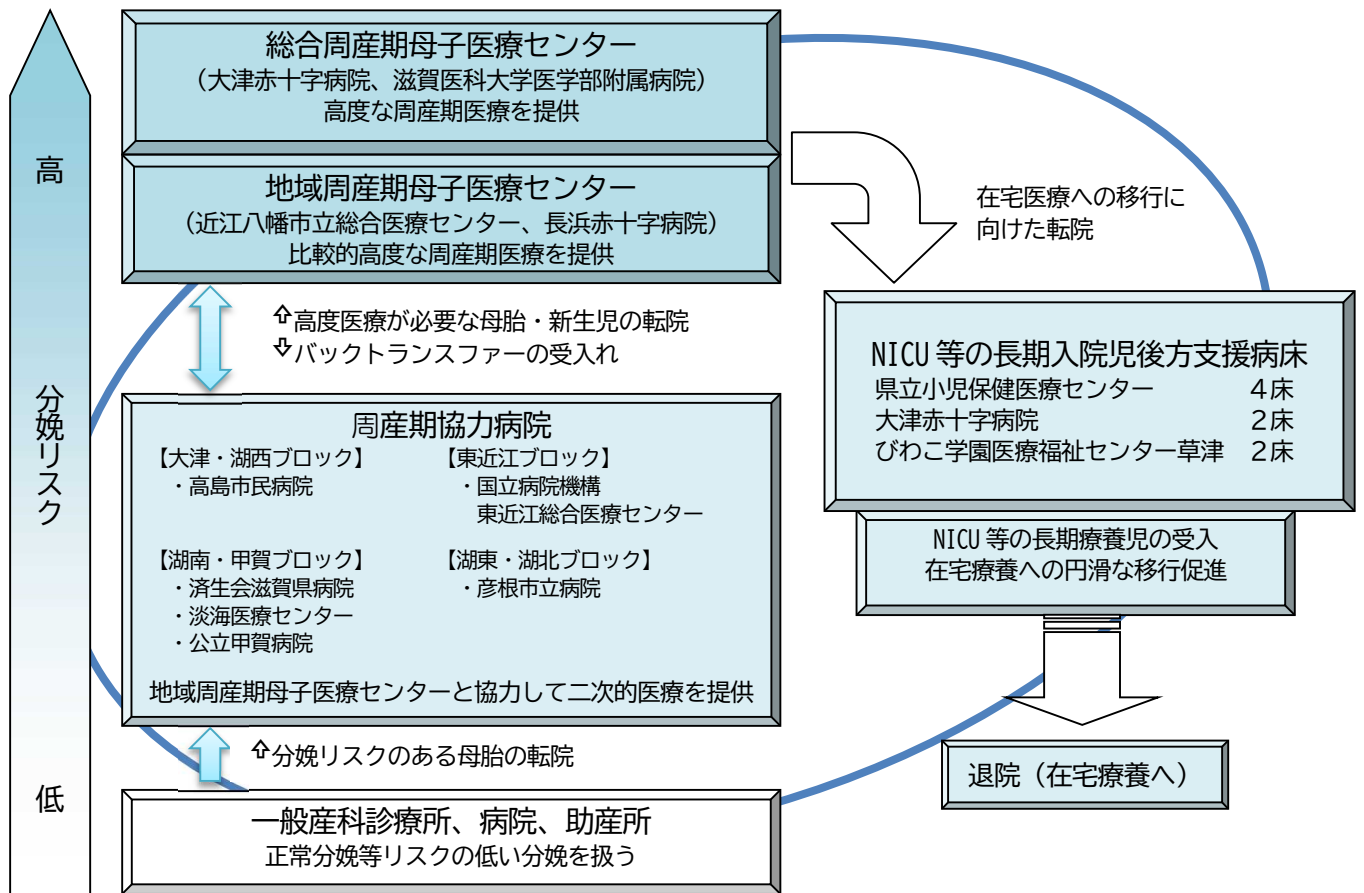 総合周産期母子医療センター
（大津赤十字病院、滋賀医科大学医学部附属病院）
高度な周産期医療を提供
高
地域周産期母子医療センター
（近江八幡市立総合医療センター、長浜赤十字病院）
比較的高度な周産期医療を提供
在宅医療への移行に
向けた転院
⇧高度医療が必要な母胎・新生児の転院
⇩バックトランスファーの受入れ
分娩リスク
周産期協力病院
【大津・湖西ブロック】
・高島市民病院
【東近江ブロック】
・国立病院機構
東近江総合医療センター
【湖南・甲賀ブロック】
・済生会滋賀県病院
・淡海医療センター
・公立甲賀病院
【湖東・湖北ブロック】
・彦根市立病院
地域周産期母子医療センターと協力して二次的医療を提供
NICU 等の長期入院児後方支援病床
県立小児保健医療センター　４床
大津赤十字病院　２床
びわこ学園医療福祉センター草津　２床
NICU 等の長期療養児の受入
在宅療養への円滑な移行促進
退院（在宅療養へ）
⇧分娩リスクのある母胎の転院
低
一般産科診療所、病院、助産所
正常分娩等リスクの低い分娩を扱う